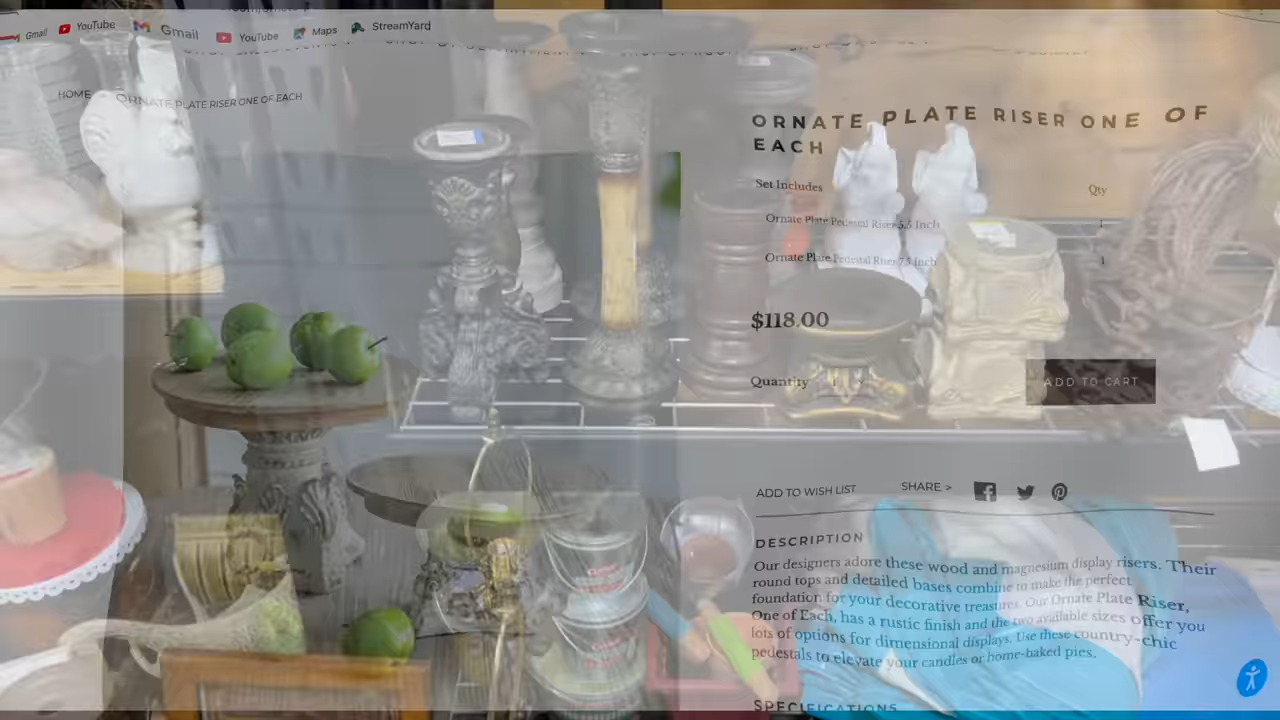 Gmail YouTube Gmail YouTube Maps StreamYard
HOME ORNATE PLATE RISER ONE OF EACH
ORNATE PLATE RISER ONE OF
EACH
Set Includes Qty
Ornate Plate Pedestal Riser 5.5 Inch 1
Ornate Plate Pedestal Riser 7.5 Inch 1
$118.00
Quantity 1
ADD TO CART
ADD TO WISH LIST SHARE >
DESCRIPTION
Our designers adore these wood and magnesium display risers. Their
round tops and detailed bases combine to make the perfect
foundation for your decorative treasures. Our Ornate Plate Riser,
One of Each, has a rustic finish and the two available sizes offer you
lots of options for dimensional displays. Use these country-chic
pedestals to elevate your candles or home-baked pies.
SPECIFICATIONS